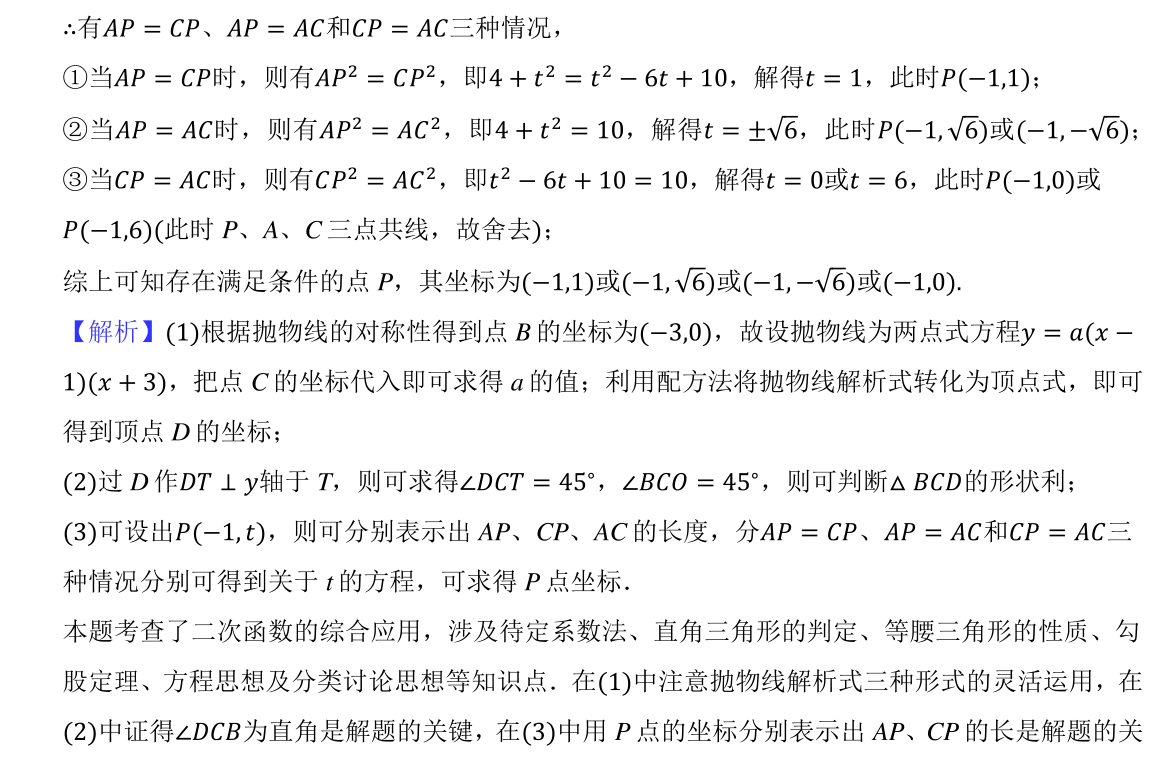 ∴有AP = CP、AP = AC和CP = AC三种情况，
①当AP = CP时，则有AP² = CP²，即4 + t² = t² − 6t + 10，解得t = 1，此时P(−1,1)；
②当AP = AC时，则有AP² = AC²，即4 + t² = 10，解得t = ±√6，此时P(−1, √6)或(−1, −√6)；
③当CP = AC时，则有CP² = AC²，即t² − 6t + 10 = 10，解得t = 0或t = 6，此时P(−1,0)或
P(−1,6)(此时 P、A、C 三点共线，故舍去)；
综上可知存在满足条件的点 P，其坐标为(−1,1)或(−1, √6)或(−1, −√6)或(−1,0).
【解析】(1)根据抛物线的对称性得到点 B 的坐标为(−3,0)，故设抛物线为两点式方程y = a(x −
1)(x + 3)，把点 C 的坐标代入即可求得 a 的值；利用配方法将抛物线解析式转化为顶点式，即可
得到顶点 D 的坐标；
(2)过 D 作DT ⊥ y轴于 T，则可求得∠DCT = 45°，∠BCO = 45°，则可判断△ BCD的形状利；
(3)可设出P(−1, t)，则可分别表示出 AP、CP、AC 的长度，分AP = CP、AP = AC和CP = AC三
种情况分别可得到关于 t 的方程，可求得 P 点坐标．
本题考查了二次函数的综合应用，涉及待定系数法、直角三角形的判定、等腰三角形的性质、勾
股定理、方程思想及分类讨论思想等知识点．在(1)中注意抛物线解析式三种形式的灵活运用，在
(2)中证得∠DCB为直角是解题的关键，在(3)中用 P 点的坐标分别表示出 AP、CP 的长是解题的关